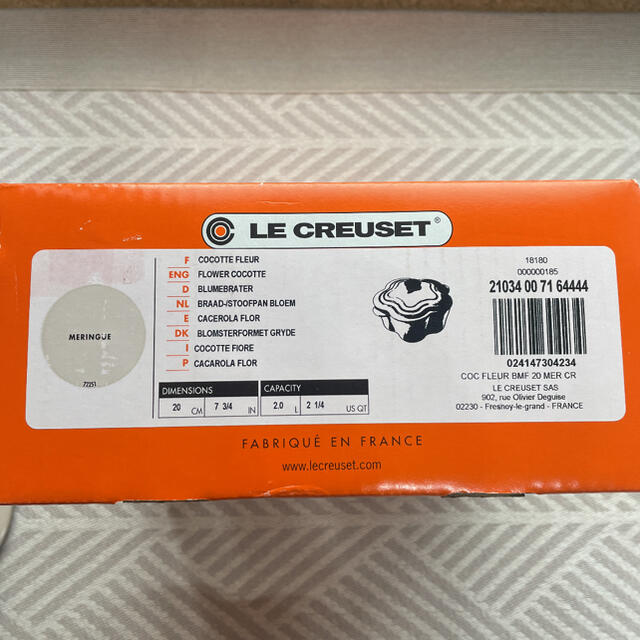 LE CREUSET®
F COCOTTE FLEUR
ENG FLOWER COCOTTE
D BLUMEBRATER
NL BRAAD-/STOOFPAN BLOEM
E CACEROLA FLOR
DK BLOMSTERFORMET GRYDE
I COCOTTE FIORE
P CACAROLA FLOR
MERINGUE
72251
DIMENSIONS
20 CM 7 3/4 IN
CAPACITY
2.0 L 2 1/4 US QT
18180
000000185
21034 00 71 64444
024147304234
COC FLEUR BMF 20 MER CR
LE CREUSET SAS
902, rue Olivier Deguise
02230 - Fresnoy-le-grand - FRANCE
FABRIQUÉ EN FRANCE
www.lecreuset.com